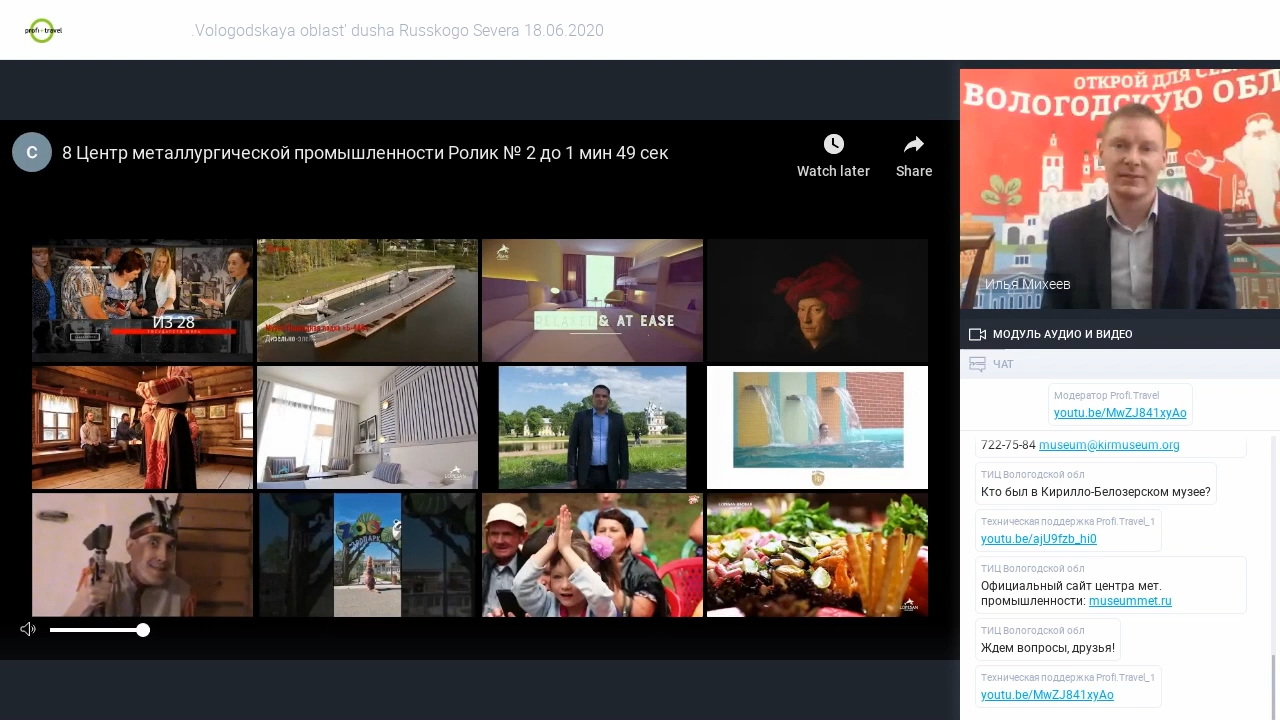 profi travel
.Vologodskaya oblast' dusha Russkogo Severa 18.06.2020
C
8 Центр металлургической промышленности Ролик № 2 до 1 мин 49 сек
Watch later
Share
ИЗ 28
RELAXED & AT EASE
ZOO
ЗООПАРК
ОТКРОЙ ДЛЯ СЕБЯ
ВОЛОГОДСКУЮ ОБЛ
Илья Михеев
МОДУЛЬ АУДИО И ВИДЕО
ЧАТ
Модератор Profi.Travel
youtu.be/MwZJ841xyAo
722-75-84 museum@kirmuseum.org
ТИЦ Вологодской обл
Кто был в Кирилло-Белозерском музее?
Техническая поддержка Profi.Travel_1
youtu.be/ajU9fzb_hi0
ТИЦ Вологодской обл
Официальный сайт центра мет.
промышленности: museummet.ru
ТИЦ Вологодской обл
Ждем вопросы, друзья!
Техническая поддержка Profi.Travel_1
youtu.be/MwZJ841xyAo